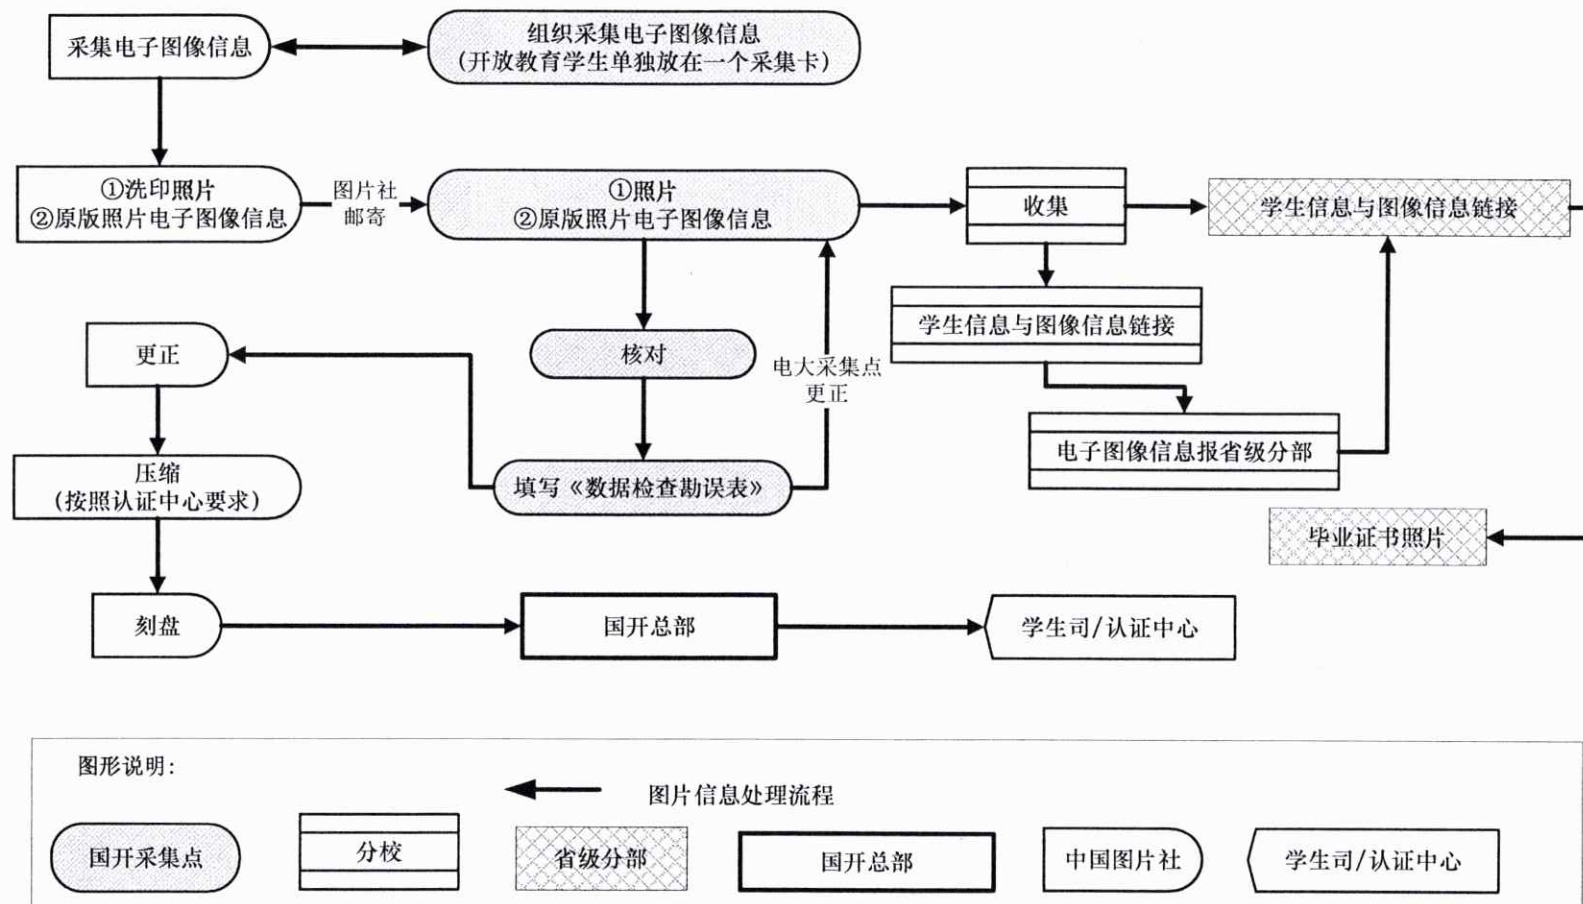 采集电子图像信息
组织采集电子图像信息
(开放教育学生单独放在一个采集卡)
①洗印照片
②原版照片电子图像信息
图片社
邮寄
①照片
②原版照片电子图像信息
收集
学生信息与图像信息链接
学生信息与图像信息链接
更正
核对
电大采集点
更正
电子图像信息报省级分部
压缩
(按照认证中心要求)
填写《数据检查勘误表》
毕业证书照片
刻盘
国开总部
学生司/认证中心
图形说明:
图片信息处理流程
国开采集点
分校
省级分部
国开总部
中国图片社
学生司/认证中心